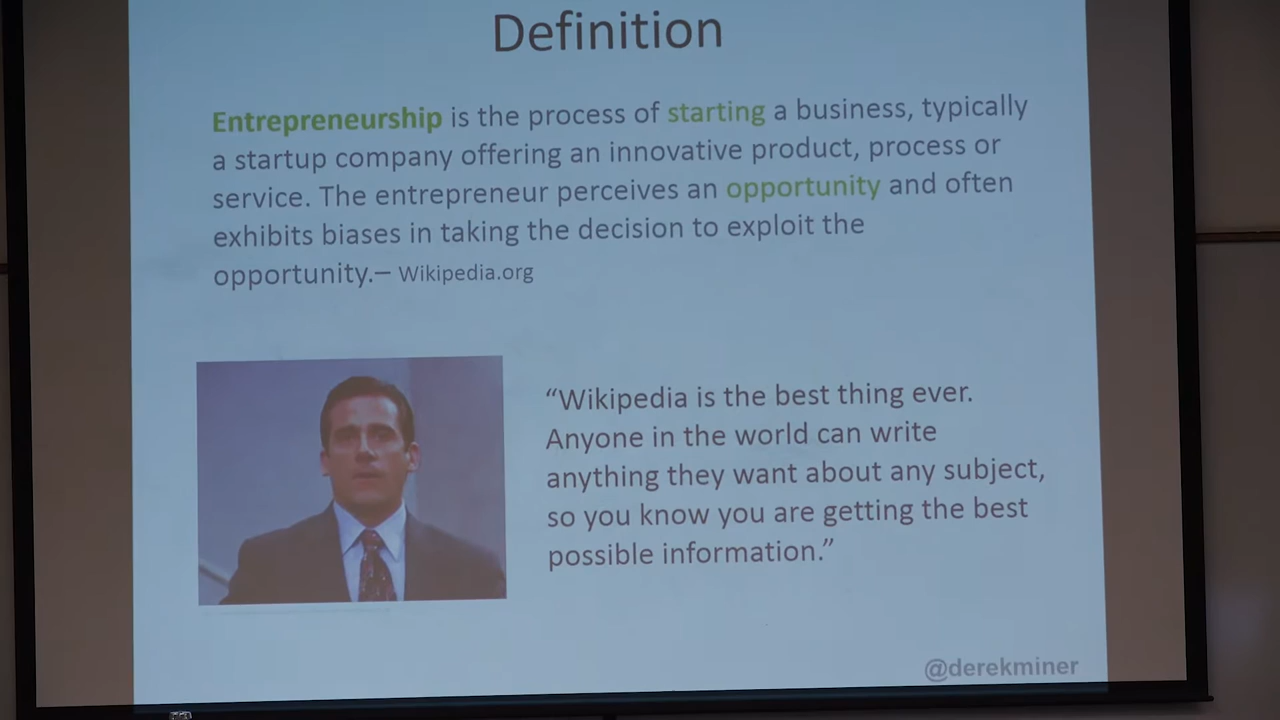 Definition
Entrepreneurship is the process of starting a business, typically
a startup company offering an innovative product, process or
service. The entrepreneur perceives an opportunity and often
exhibits biases in taking the decision to exploit the
opportunity.– Wikipedia.org
“Wikipedia is the best thing ever.
Anyone in the world can write
anything they want about any subject,
so you know you are getting the best
possible information.”
@derekminer